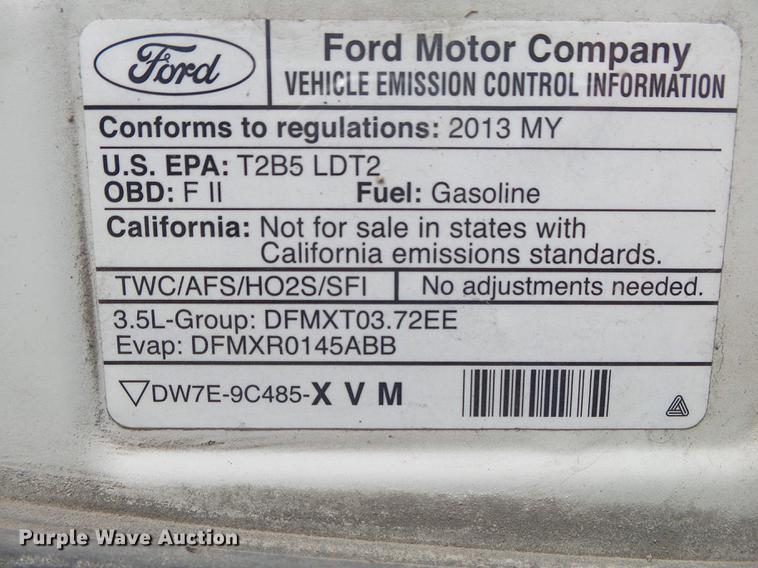 Ford
Ford Motor Company
VEHICLE EMISSION CONTROL INFORMATION
Conforms to regulations: 2013 MY
U.S. EPA: T2B5 LDT2
OBD: F II Fuel: Gasoline
California: Not for sale in states with
California emissions standards.
TWC/AFS/HO2S/SFI No adjustments needed.
3.5L-Group: DFMXT03.72EE
Evap: DFMXR0145ABB
DW7E-9C485-X V M
Purple Wave Auction